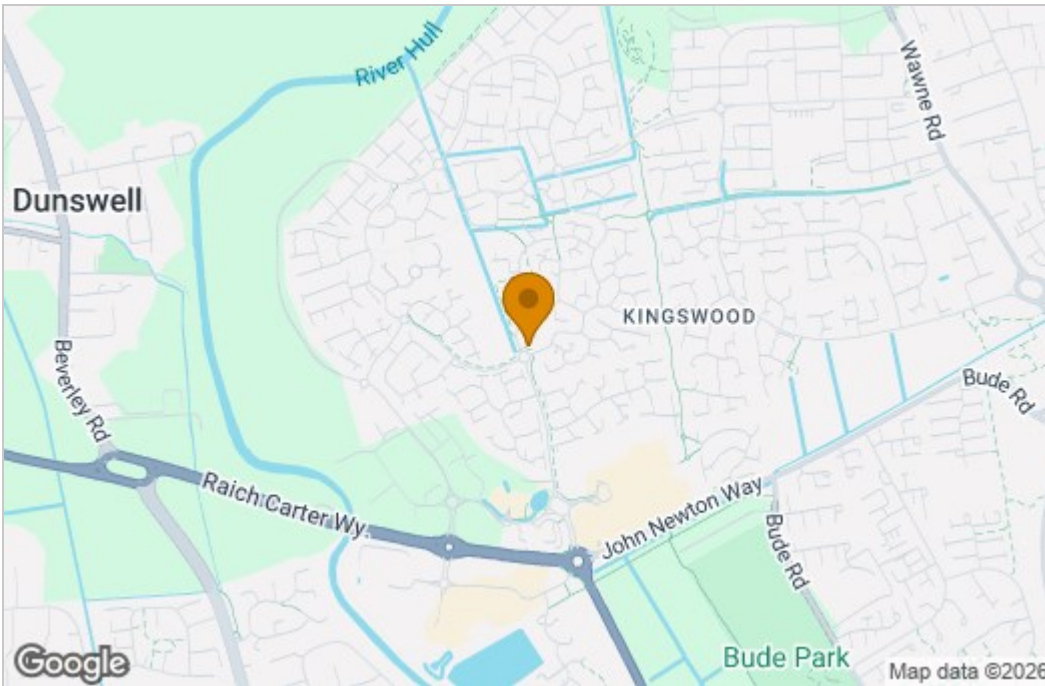 River Hull
Wawne Rd
Dunswell
KINGSWOOD
Beverley Rd
Bude Rd
Raich Carter Wy.
John Newton Way
Bude Rd
Bude Park
Google
Map data ©2026